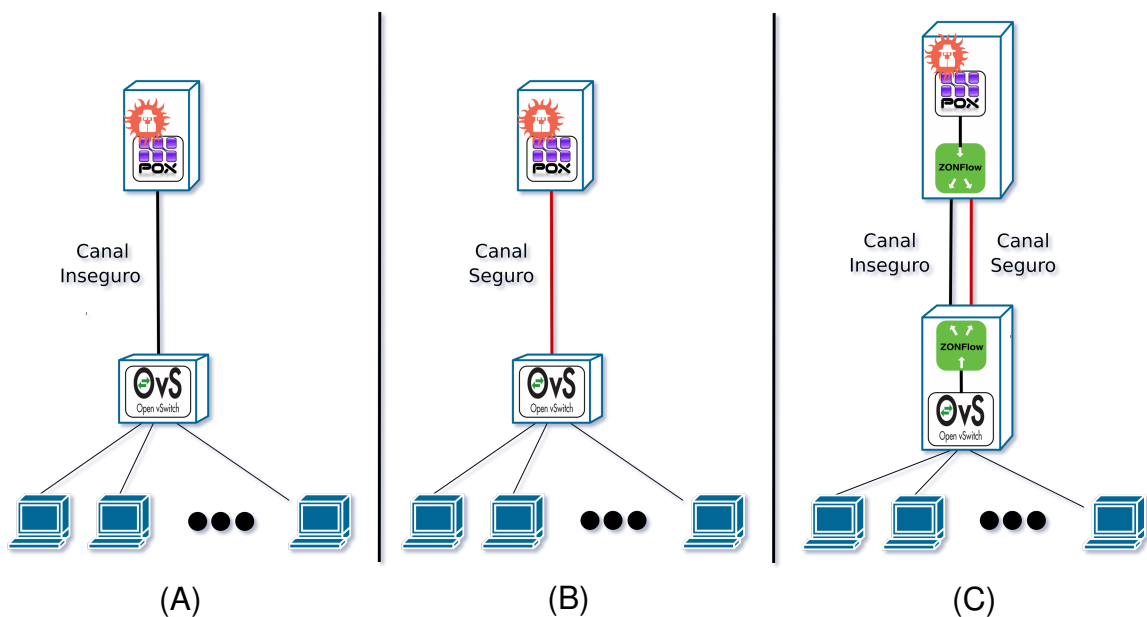 POX
Canal
Inseguro
OvS
Open vSwitch
(A)
POX
Canal
Seguro
OvS
Open vSwitch
(B)
POX
ZONFlow
Canal
Inseguro
Canal
Seguro
ZONFlow
OvS
Open vSwitch
(C)